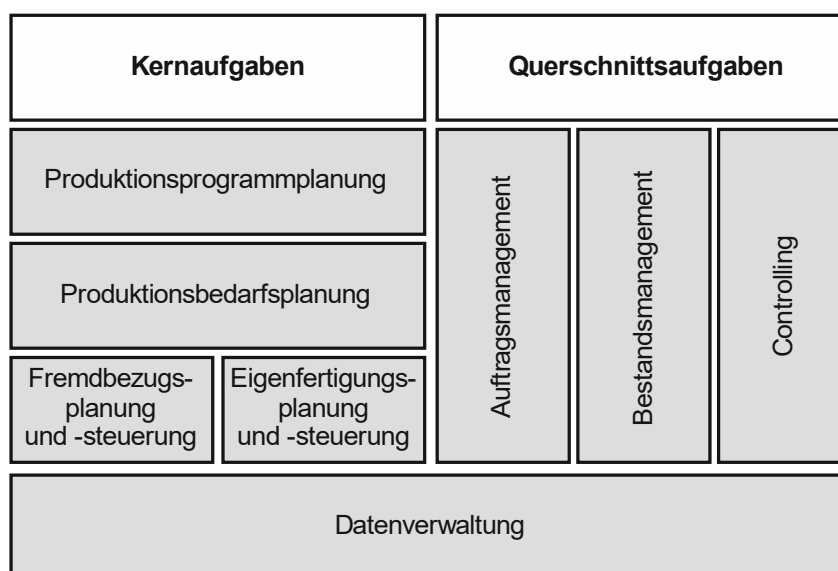 Kernaufgaben
Querschnittsaufgaben
Produktionsprogrammplanung
Produktionsbedarfsplanung
Fremdbezugs-
planung
und -steuerung
Eigenfertigungs-
planung
und -steuerung
Auftragsmanagement
Bestandsmanagement
Controlling
Datenverwaltung